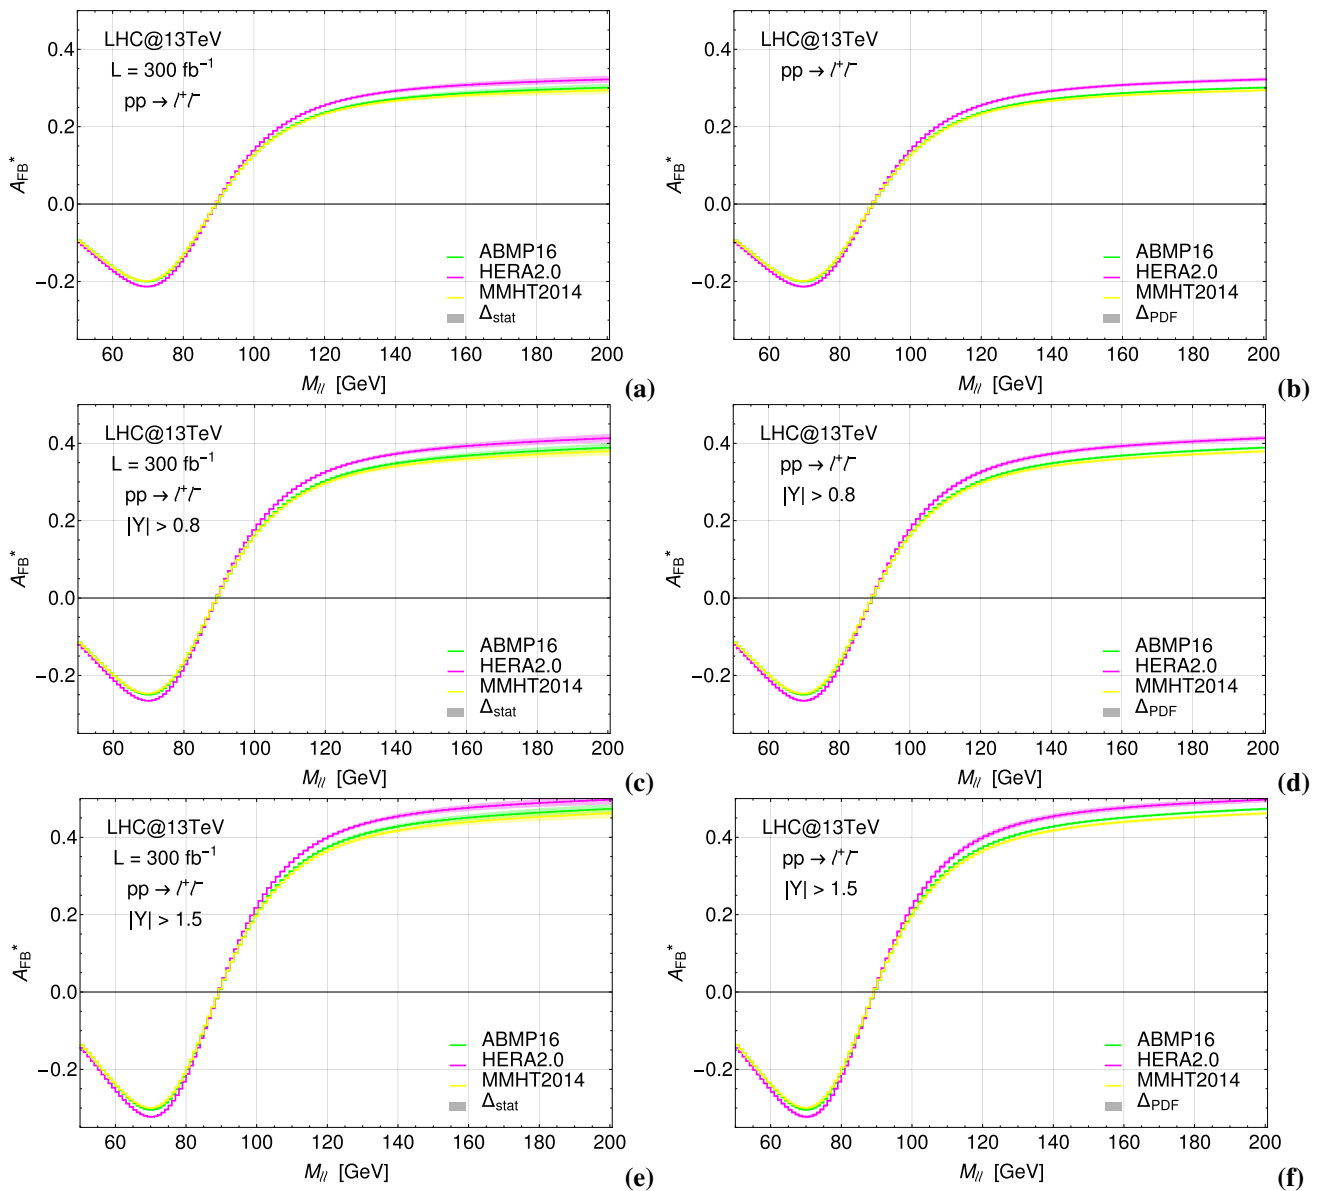 LHC@13TeV
L = 300 fb⁻¹
pp → l⁺l⁻
0.4
0.2
0.0
−0.2
A_FB*
ABMP16
HERA2.0
MMHT2014
Δstat
60 80 100 120 140 160 180 200
M_ll [GeV]
(a)
LHC@13TeV
pp → l⁺l⁻
0.4
0.2
0.0
−0.2
A_FB*
ABMP16
HERA2.0
MMHT2014
ΔPDF
60 80 100 120 140 160 180 200
M_ll [GeV]
(b)
LHC@13TeV
L = 300 fb⁻¹
pp → l⁺l⁻
|Y| > 0.8
0.4
0.2
0.0
−0.2
A_FB*
ABMP16
HERA2.0
MMHT2014
Δstat
60 80 100 120 140 160 180 200
M_ll [GeV]
(c)
LHC@13TeV
pp → l⁺l⁻
|Y| > 0.8
0.4
0.2
0.0
−0.2
A_FB*
ABMP16
HERA2.0
MMHT2014
ΔPDF
60 80 100 120 140 160 180 200
M_ll [GeV]
(d)
LHC@13TeV
L = 300 fb⁻¹
pp → l⁺l⁻
|Y| > 1.5
0.4
0.2
0.0
−0.2
A_FB*
ABMP16
HERA2.0
MMHT2014
Δstat
60 80 100 120 140 160 180 200
M_ll [GeV]
(e)
LHC@13TeV
pp → l⁺l⁻
|Y| > 1.5
0.4
0.2
0.0
−0.2
A_FB*
ABMP16
HERA2.0
MMHT2014
ΔPDF
60 80 100 120 140 160 180 200
M_ll [GeV]
(f)